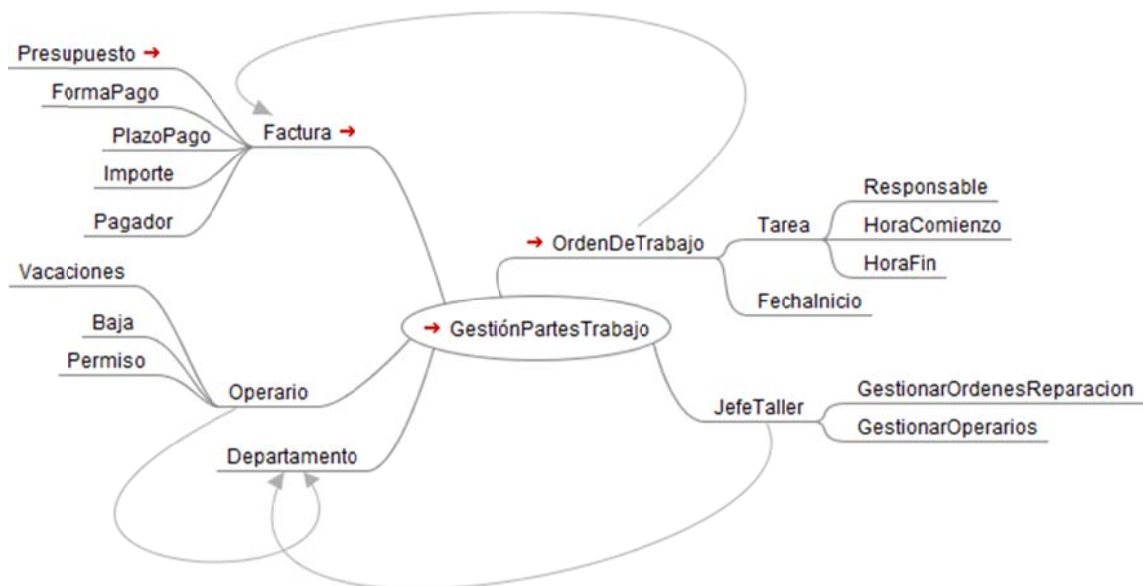 Presupuesto
FormaPago
PlazoPago
Importe
Pagador
Factura
Vacaciones
Baja
Permiso
Operario
Departamento
GestiónPartesTrabajo
OrdenDeTrabajo
Tarea
Responsable
HoraComienzo
HoraFin
FechaInicio
JefeTaller
GestionarOrdenesReparacion
GestionarOperarios